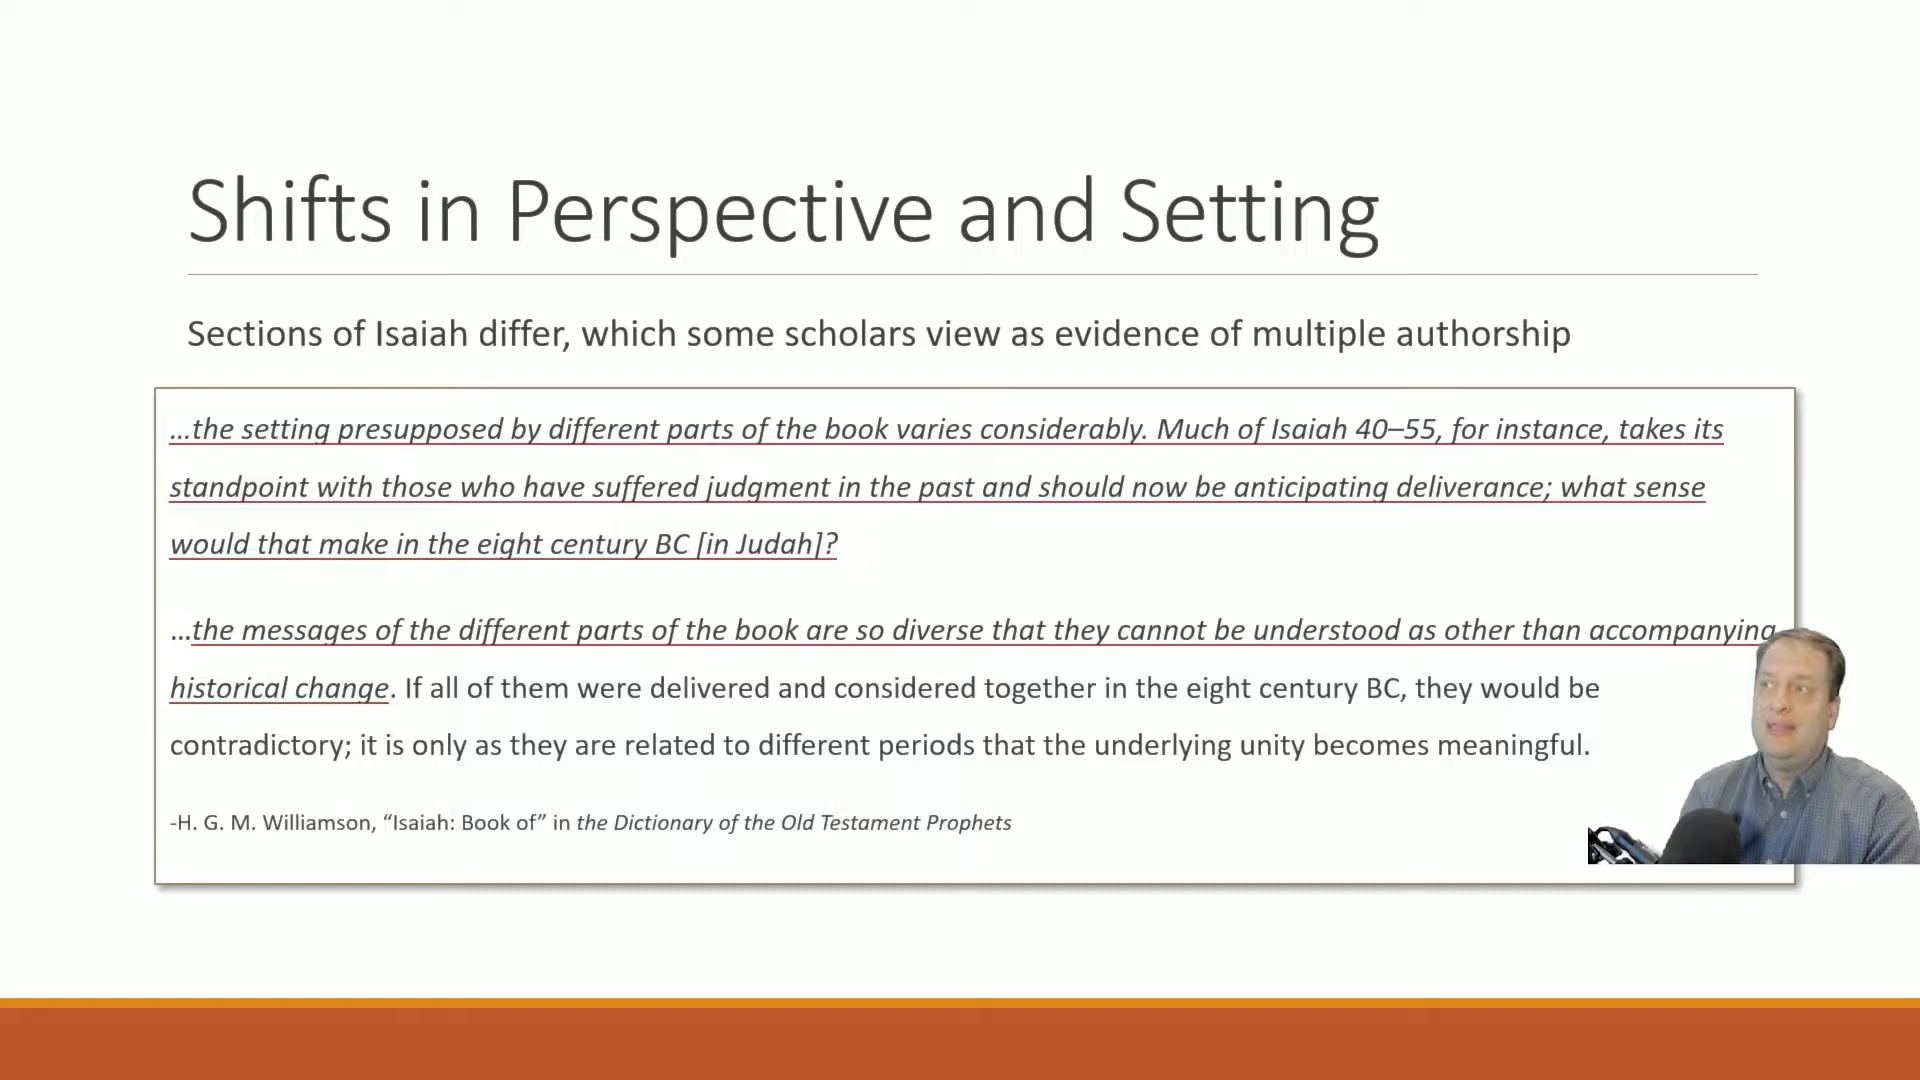 Shifts in Perspective and Setting
Sections of Isaiah differ, which some scholars view as evidence of multiple authorship
…the setting presupposed by different parts of the book varies considerably. Much of Isaiah 40–55, for instance, takes its
standpoint with those who have suffered judgment in the past and should now be anticipating deliverance; what sense
would that make in the eight century BC [in Judah]?
…the messages of the different parts of the book are so diverse that they cannot be understood as other than accompanying
historical change. If all of them were delivered and considered together in the eight century BC, they would be
contradictory; it is only as they are related to different periods that the underlying unity becomes meaningful.
-H. G. M. Williamson, “Isaiah: Book of” in the Dictionary of the Old Testament Prophets